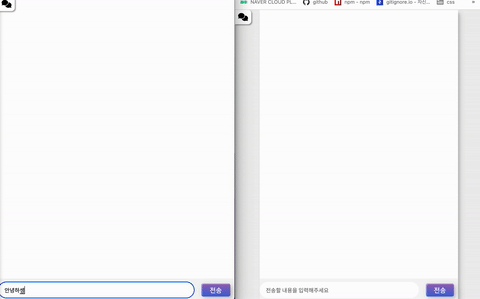 NAVER CLOUD PL...
github
npm - npm
gitignore.io - 자신...
css
»
안녕하세
전송
전송할 내용을 입력해주세요
전송